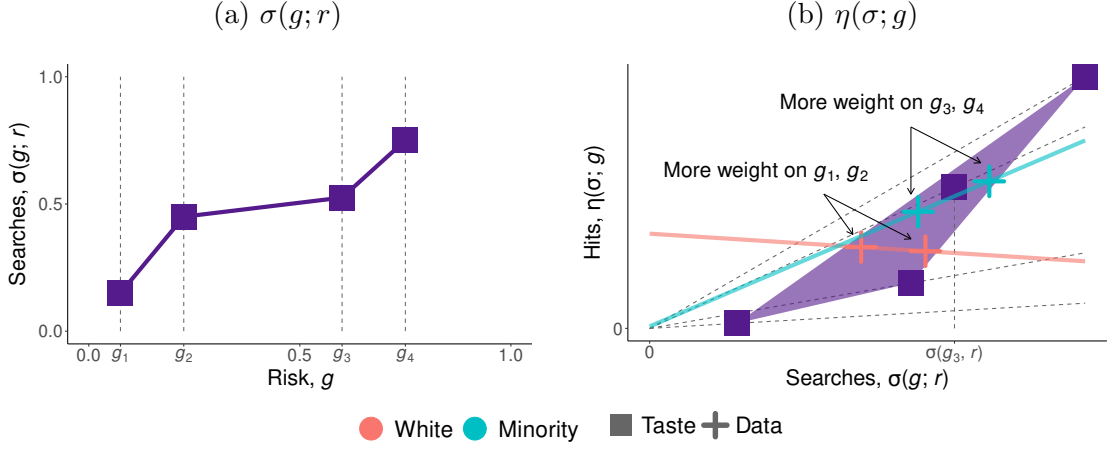 (a) σ(g; r)
(b) η(σ; g)
Searches, σ(g; r)
1.0
0.5
0.0
0.0
g₁
g₂
0.5
g₃
g₄
1.0
Risk, g
Hits, η(σ; g)
More weight on g₃, g₄
More weight on g₁, g₂
0
0
σ(g₃, r)
Searches, σ(g; r)
White
Minority
Taste
Data